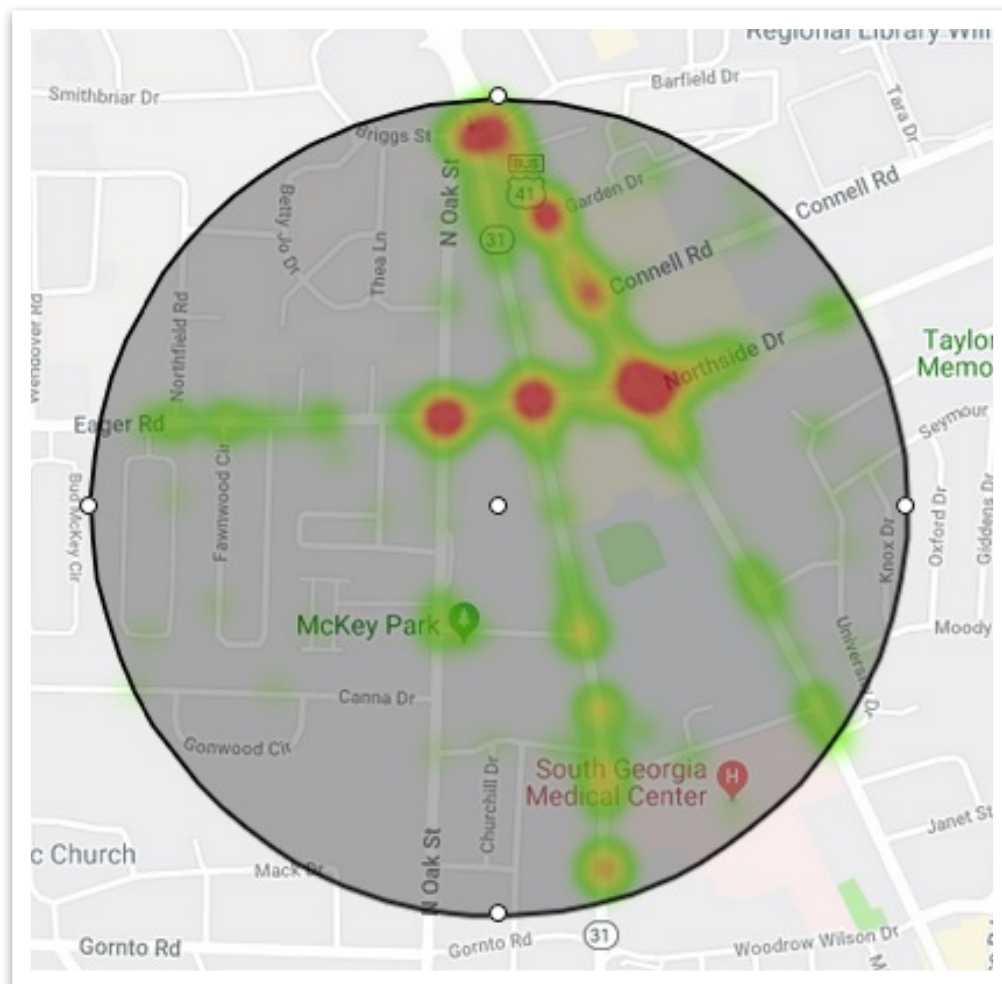 Regional Library Will
Smithbriar Dr
Barfield Dr
Tara Dr
Briggs St
BUS
41
Garden Dr
Connell Rd
N Oak St
Betty Jo Dr
Thea Ln
31
Connell Rd
Wendover Rd
Northfield Rd
Northside Dr
Taylor
Memo
Eager Rd
Seymour
Bud McKey Cir
Fawnwood Cir
Knox Dr
Oxford Dr
Giddens Dr
McKey Park
Moody
University Dr
Canna Dr
Gonwood Cir
Churchill Dr
South Georgia
Medical Center
H
Janet St
c Church
N Oak St
Mack Dr
Gornto Rd
Gornto Rd
31
Woodrow Wilson Dr
M